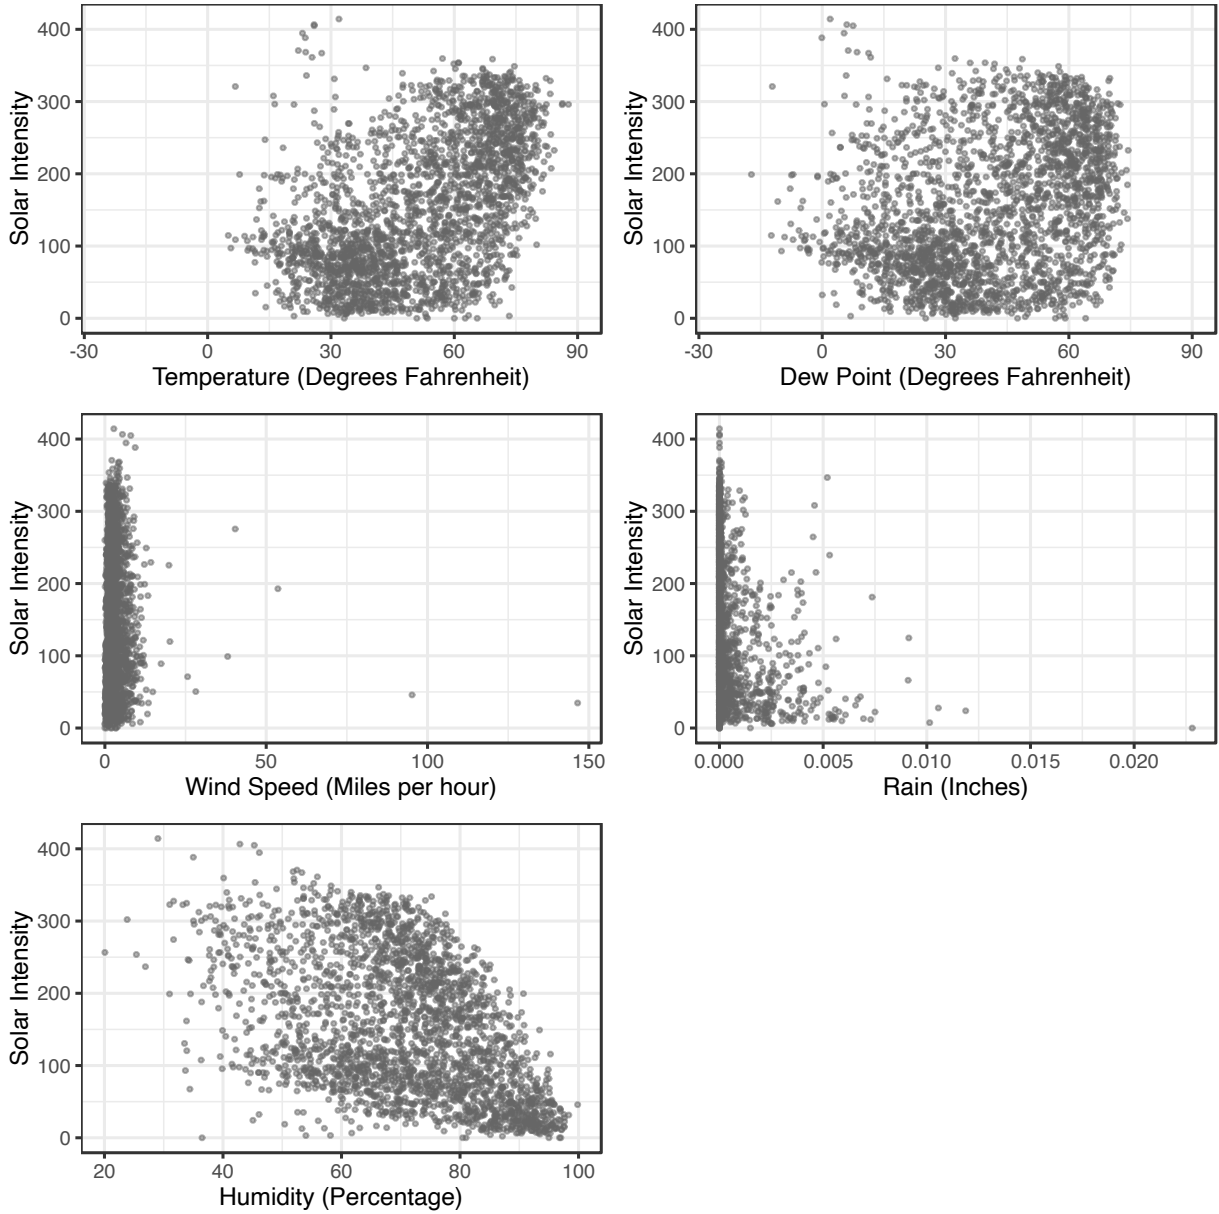 400
300
200
100
0
Solar Intensity
-30 0 30 60 90
Temperature (Degrees Fahrenheit)
400
300
200
100
0
Solar Intensity
-30 0 30 60 90
Dew Point (Degrees Fahrenheit)
400
300
200
100
0
Solar Intensity
0 50 100 150
Wind Speed (Miles per hour)
400
300
200
100
0
Solar Intensity
0.000 0.005 0.010 0.015 0.020
Rain (Inches)
400
300
200
100
0
Solar Intensity
20 40 60 80 100
Humidity (Percentage)